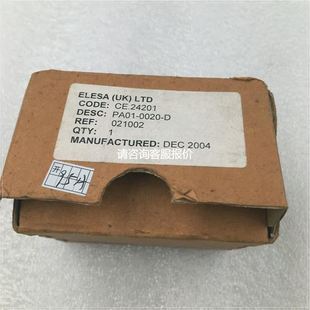 ELESA (UK) LTD
CODE: CE.24201
DESC: PA01-0020-D
REF: 021002
QTY: 1
MANUFACTURED: DEC 2004
请咨询客服报价